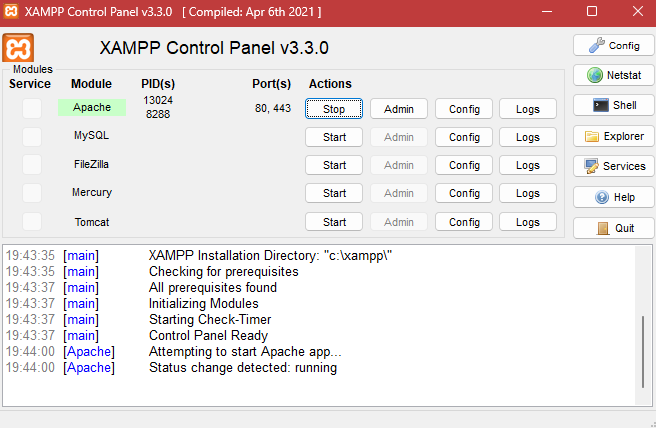 XAMPP Control Panel v3.3.0 [ Compiled: Apr 6th 2021 ]
XAMPP Control Panel v3.3.0
Config
Modules
Service Module PID(s) Port(s) Actions
Netstat
Apache 13024 8288 80, 443 Stop Admin Config Logs
Shell
MySQL Start Admin Config Logs
Explorer
FileZilla Start Admin Config Logs
Services
Mercury Start Admin Config Logs
Help
Tomcat Start Admin Config Logs
Quit
19:43:35 [main] XAMPP Installation Directory: "c:\xampp\"
19:43:35 [main] Checking for prerequisites
19:43:37 [main] All prerequisites found
19:43:37 [main] Initializing Modules
19:43:37 [main] Starting Check-Timer
19:43:37 [main] Control Panel Ready
19:44:00 [Apache] Attempting to start Apache app...
19:44:00 [Apache] Status change detected: running